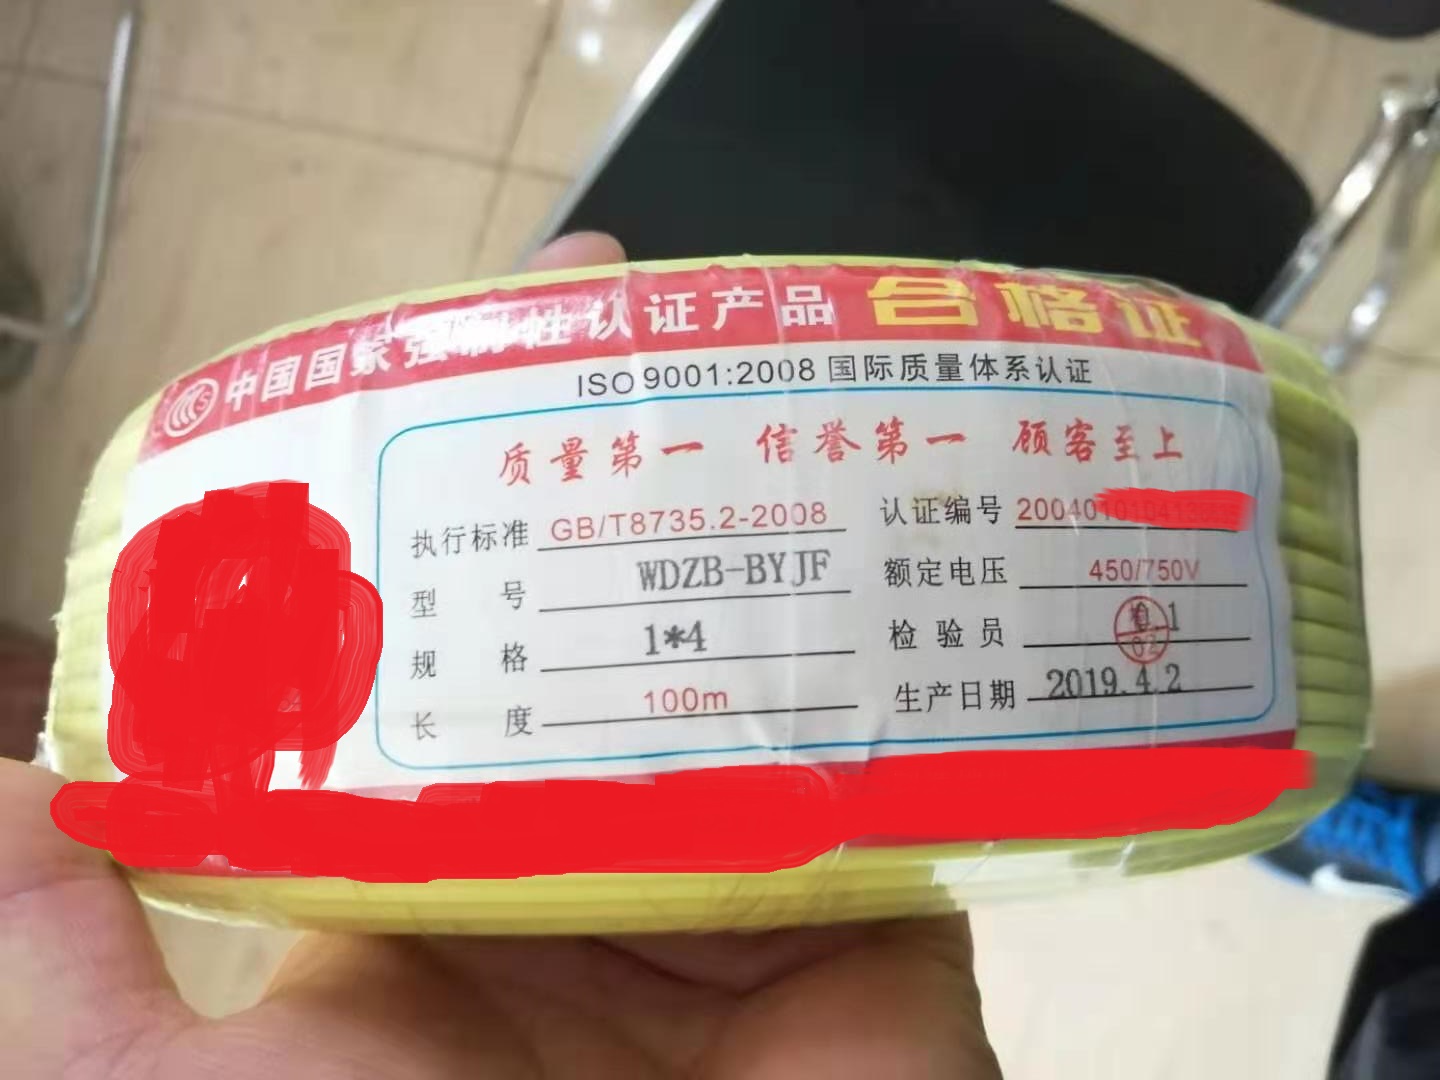 中国国家强制性认证产品 合格证
ISO 9001:2008 国际质量体系认证
质量第一 信誉第一 顾客至上
执行标准 GB/T8735.2-2008
型号 WDZB-BYJF
规格 1*4
长度 100m
认证编号 200401010413
额定电压 450/750V
检验员 01
生产日期 2019.4.2